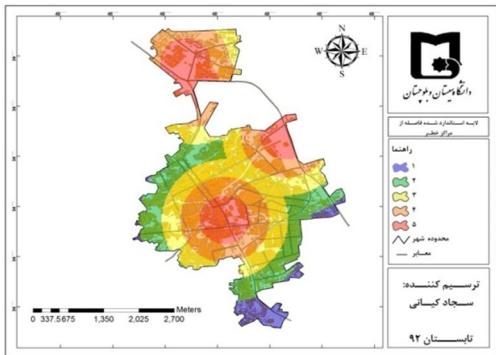 N
W E
S
دانشگاه سیستان و بلوچستان
لایه استاندارد شده فاصله از
مراکز خطر
راهنما
۱
۲
۳
۴
۵
محدوده شهر
معابر
ترسیم کننده:
سجاد کیانی
تابستان ۹۲
Meters
0 337.5675 1,350 2,025 2,700